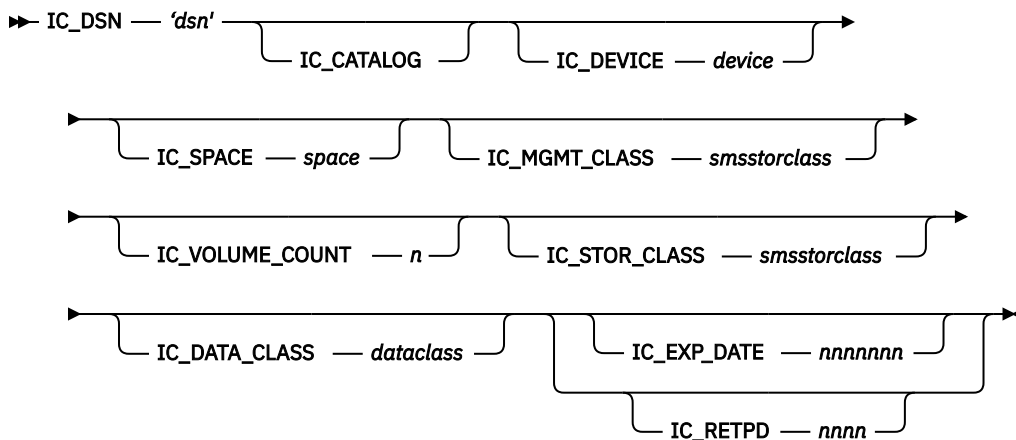 IC_DSN ‘dsn'
IC_CATALOG IC_DEVICE device
IC_SPACE space IC_MGMT_CLASS smsstorclass
IC_VOLUME_COUNT n IC_STOR_CLASS smsstorclass
IC_DATA_CLASS dataclass IC_EXP_DATE nnnnnnn
IC_RETPD nnnn